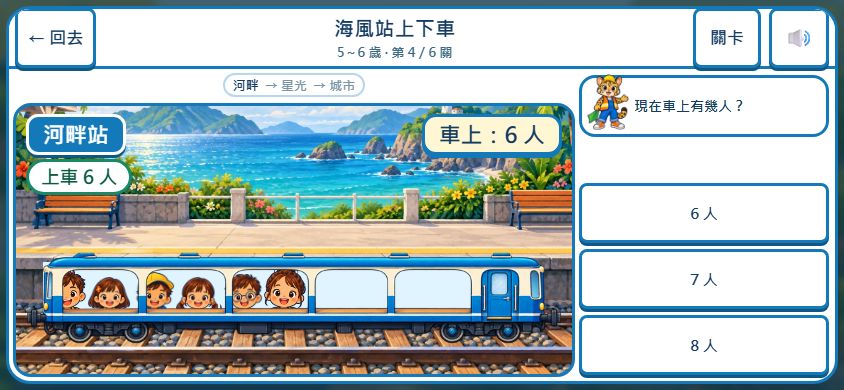 ← 回去
海風站上下車
5~6歲·第4/6關
關卡
河畔 → 星光 → 城市
河畔站
車上：6人
上車6人
現在車上有幾人？
6人
7人
8人